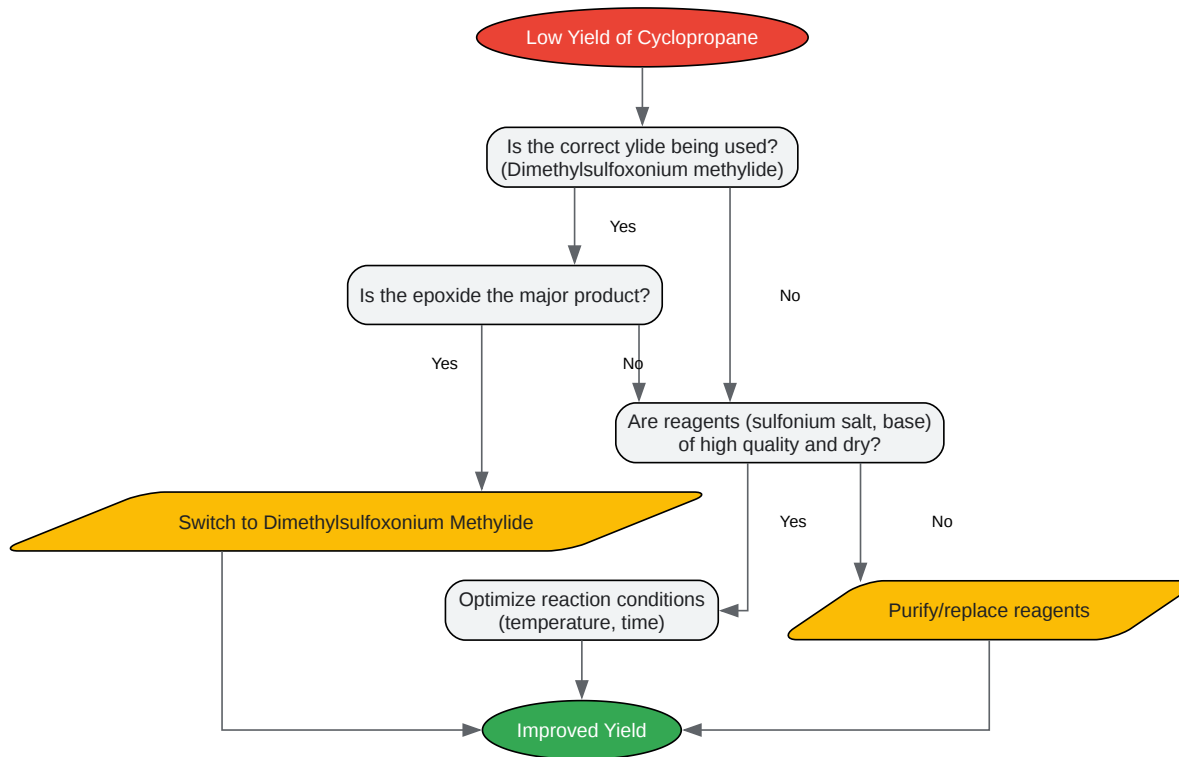 Low Yield of Cyclopropane
Is the correct ylide being used?
(Dimethylsulfoxonium methylide)
Yes
Is the epoxide the major product?
No
Yes
No
Are reagents (sulfonium salt, base)
of high quality and dry?
Switch to Dimethylsulfoxonium Methylide
Yes
No
Optimize reaction conditions
(temperature, time)
Purify/replace reagents
Improved Yield